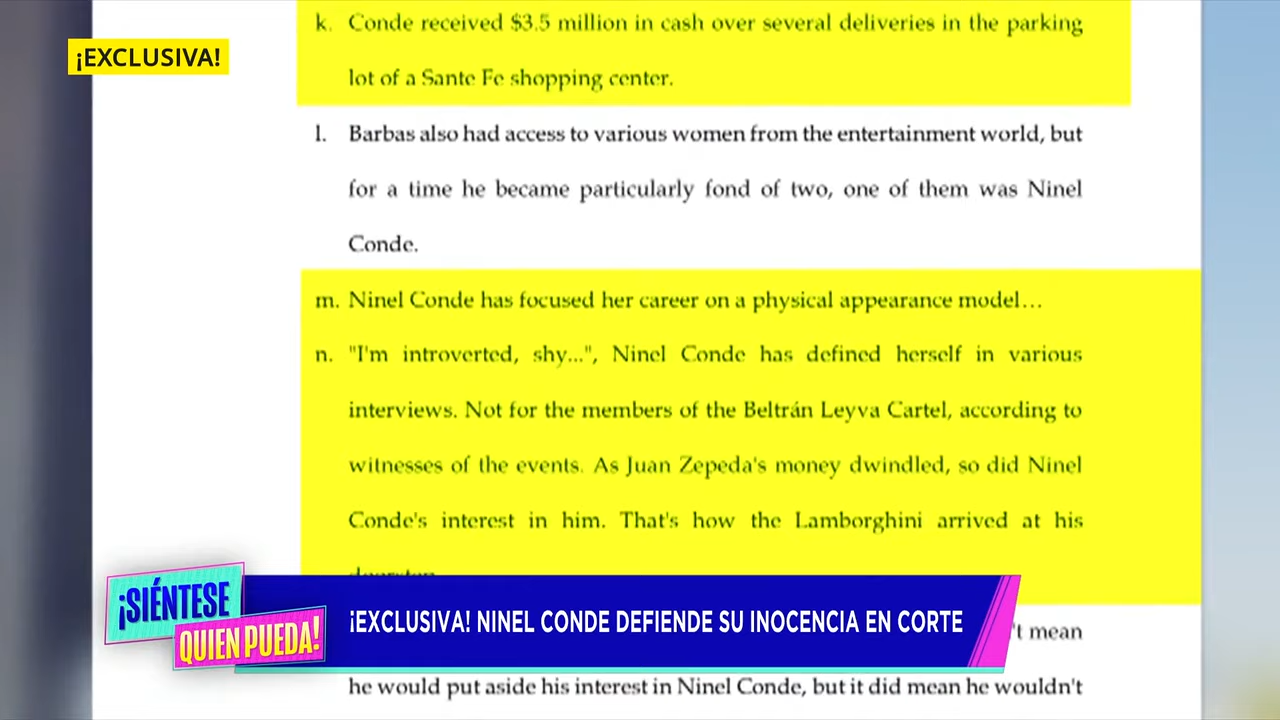 k. Conde received $3.5 million in cash over several deliveries in the parking
¡EXCLUSIVA!
lot of a Sante Fe shopping center.
l. Barbas also had access to various women from the entertainment world, but
for a time he became particularly fond of two, one of them was Ninel
Conde.
m. Ninel Conde has focused her career on a physical appearance model…
n. "I'm introverted, shy...", Ninel Conde has defined herself in various
interviews. Not for the members of the Beltrán Leyva Cartel, according to
witnesses of the events. As Juan Zepeda's money dwindled, so did Ninel
Conde's interest in him. That's how the Lamborghini arrived at his
¡SIÉNTESE
QUIEN PUEDA!
¡EXCLUSIVA! NINEL CONDE DEFIENDE SU INOCENCIA EN CORTE
't mean
he would put aside his interest in Ninel Conde, but it did mean he wouldn't